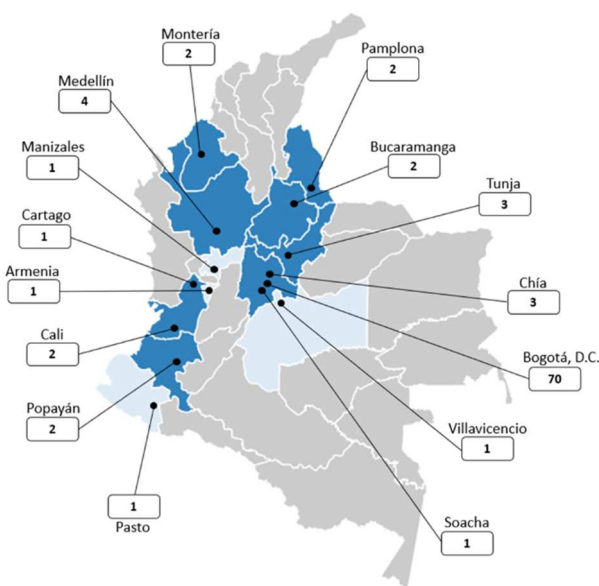 Montería
2
Pamplona
2
Medellín
4
Bucaramanga
2
Manizales
1
Tunja
3
Cartago
1
Armenia
1
Chía
3
Cali
2
Bogotá, D.C.
70
Popayán
2
Villavicencio
1
1
Pasto
Soacha
1